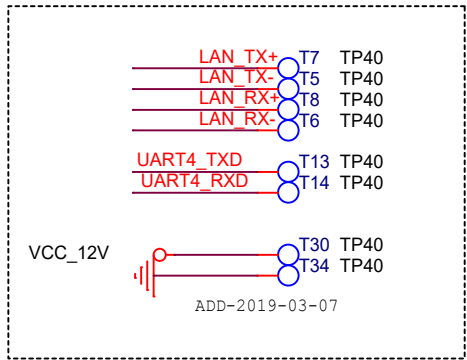 LAN_TX+ T7 TP40
LAN_TX- T5 TP40
LAN_RX+ T8 TP40
LAN_RX- T6 TP40
UART4_TXD T13 TP40
UART4_RXD T14 TP40
VCC_12V T30 TP40
T34 TP40
ADD-2019-03-07